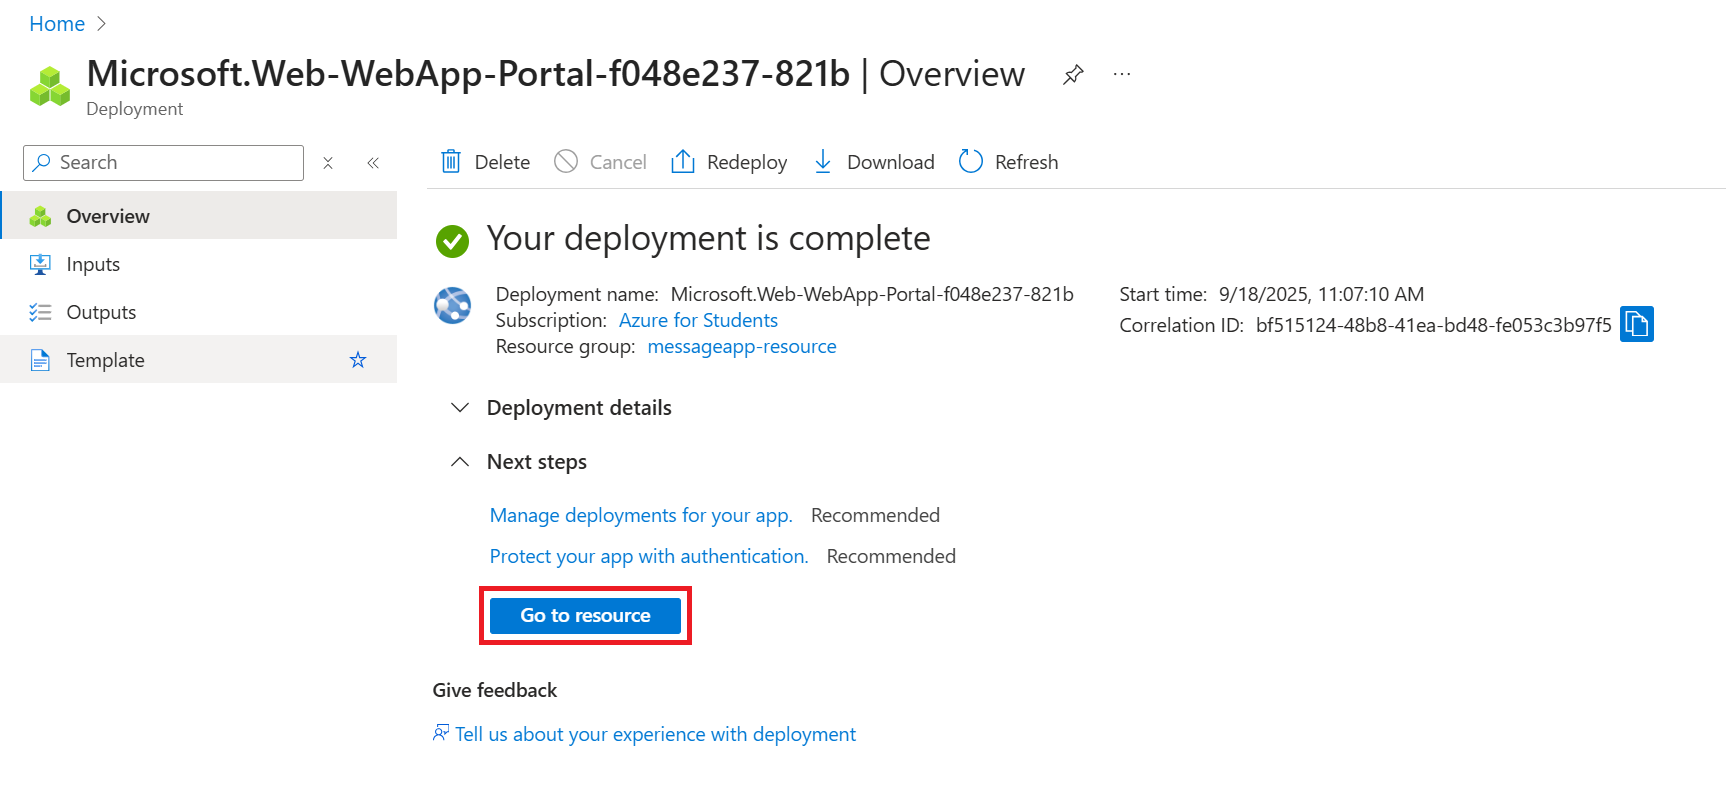 Home
Microsoft.Web-WebApp-Portal-f048e237-821b | Overview
Deployment
Search
Overview
Inputs
Outputs
Template
Delete Cancel Redeploy Download Refresh
Your deployment is complete
Deployment name: Microsoft.Web-WebApp-Portal-f048e237-821b
Subscription: Azure for Students
Resource group: messageapp-resource
Start time: 9/18/2025, 11:07:10 AM
Correlation ID: bf515124-48b8-41ea-bd48-fe053c3b97f5
Deployment details
Next steps
Manage deployments for your app. Recommended
Protect your app with authentication. Recommended
Go to resource
Give feedback
Tell us about your experience with deployment